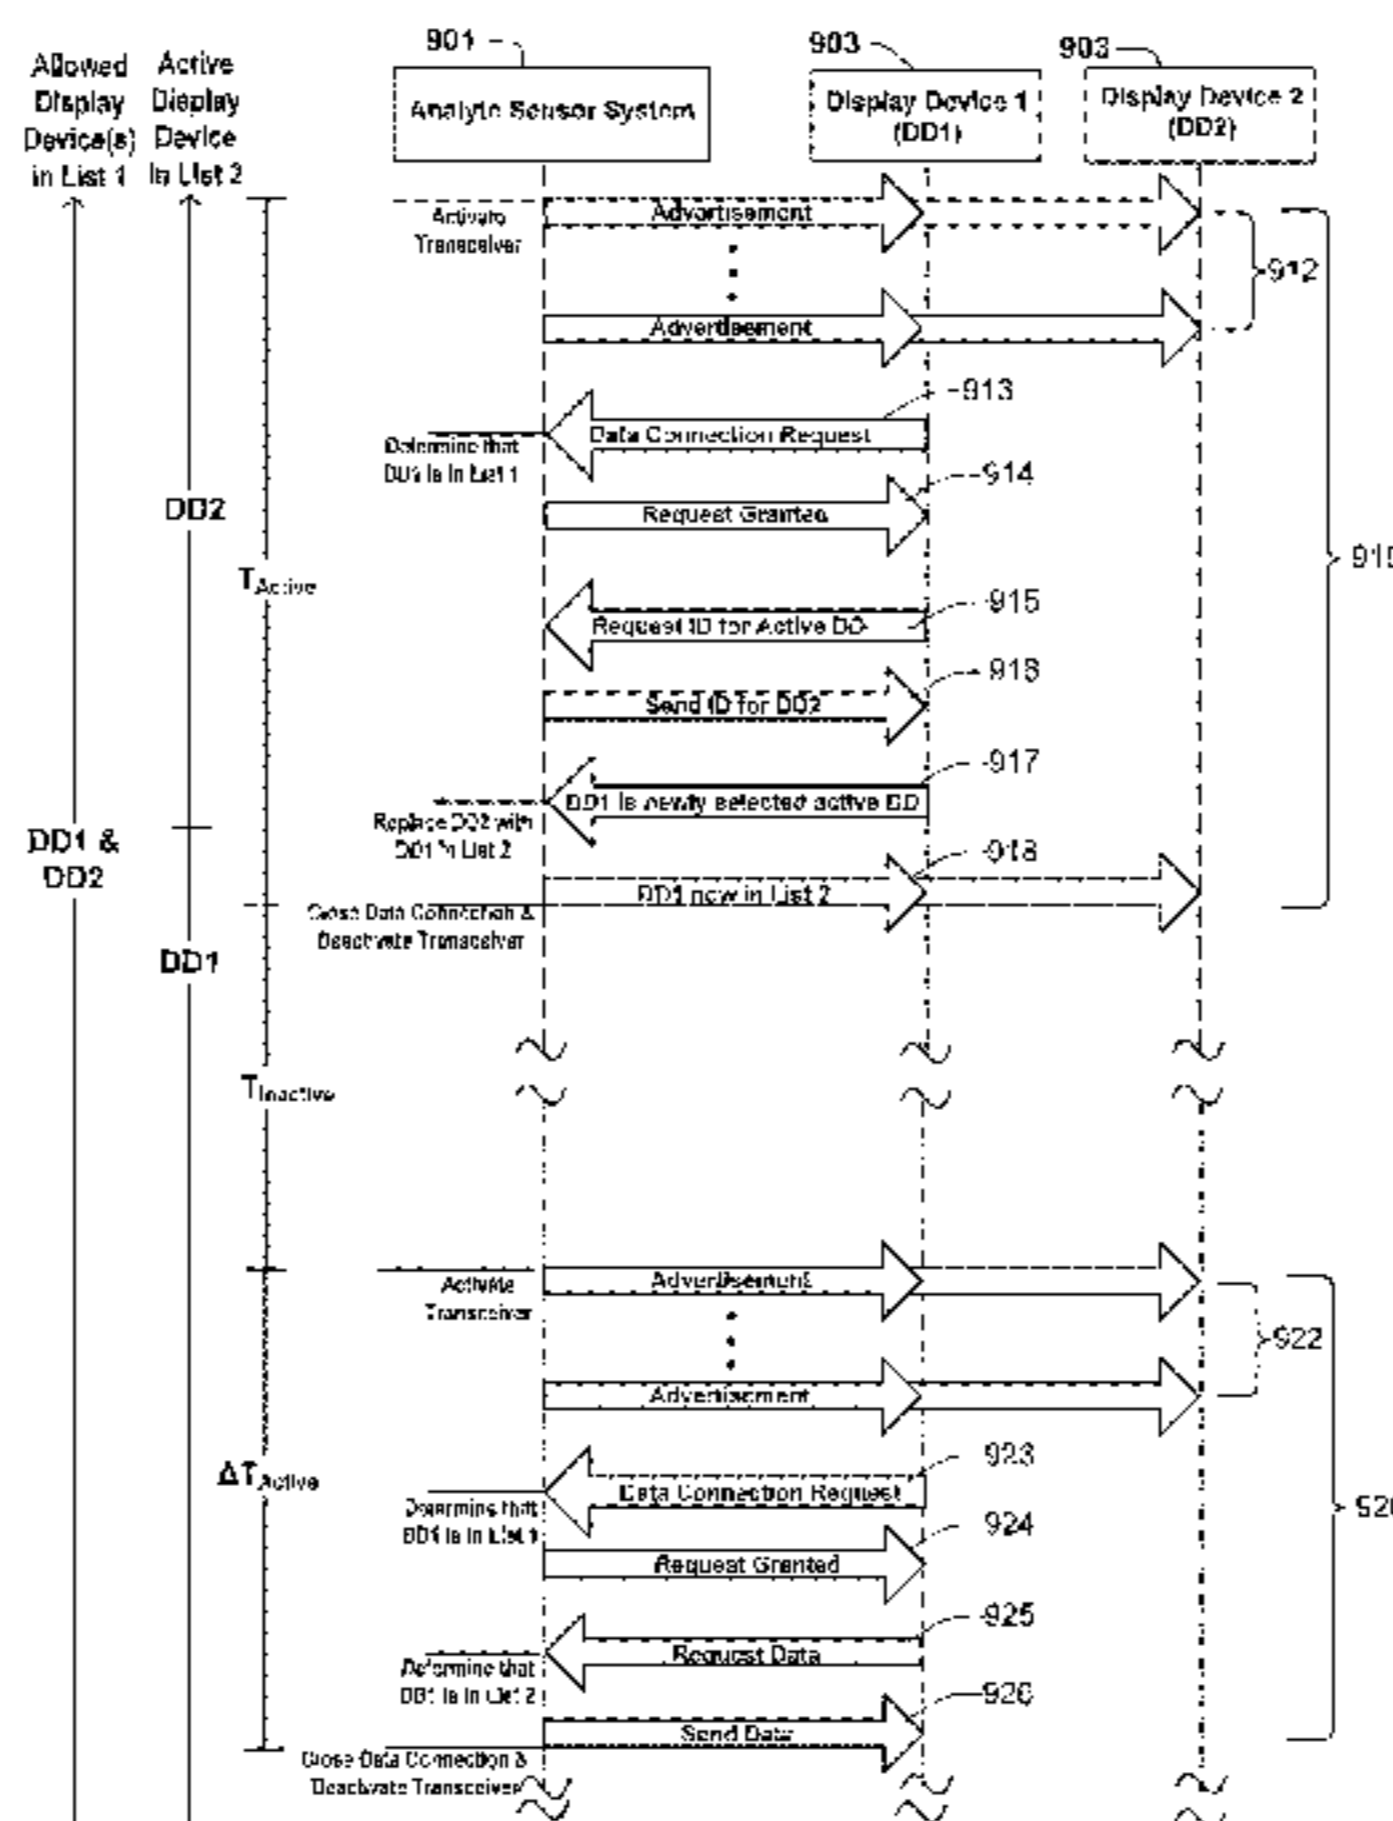 901
903
903
Allowed
Display
Device(s)
in List 1
Active
Display
Device
in List 2
Analyte Sensor System
Display Device 1
(DD1)
Display Device 2
(DD2)
Activate
Transceiver
Advertisement
912
Advertisement
913
Data Connection Request
Determine that
is in List 1
914
Request Granted
DD2
TActive
915
Request ID for Active DD
916
Send ID for DD2
917
DD1 is newly selected active DD
Replace DD2 with
DD1 in List 2
918
DD1 now in List 2
DD1 &
DD2
Close Data Connection &
Deactivate Transceiver
DD1
TInactive
Activate
Transceiver
Advertisement
922
Advertisment
923
Data Connection Request
Determine that
DD1 is in List 1
ΔTActive
924
Request Granted
925
Request Data
Determine that
DD1 is in List 2
926
Send Data
Close Data Connection &
Deactivate Transceiver